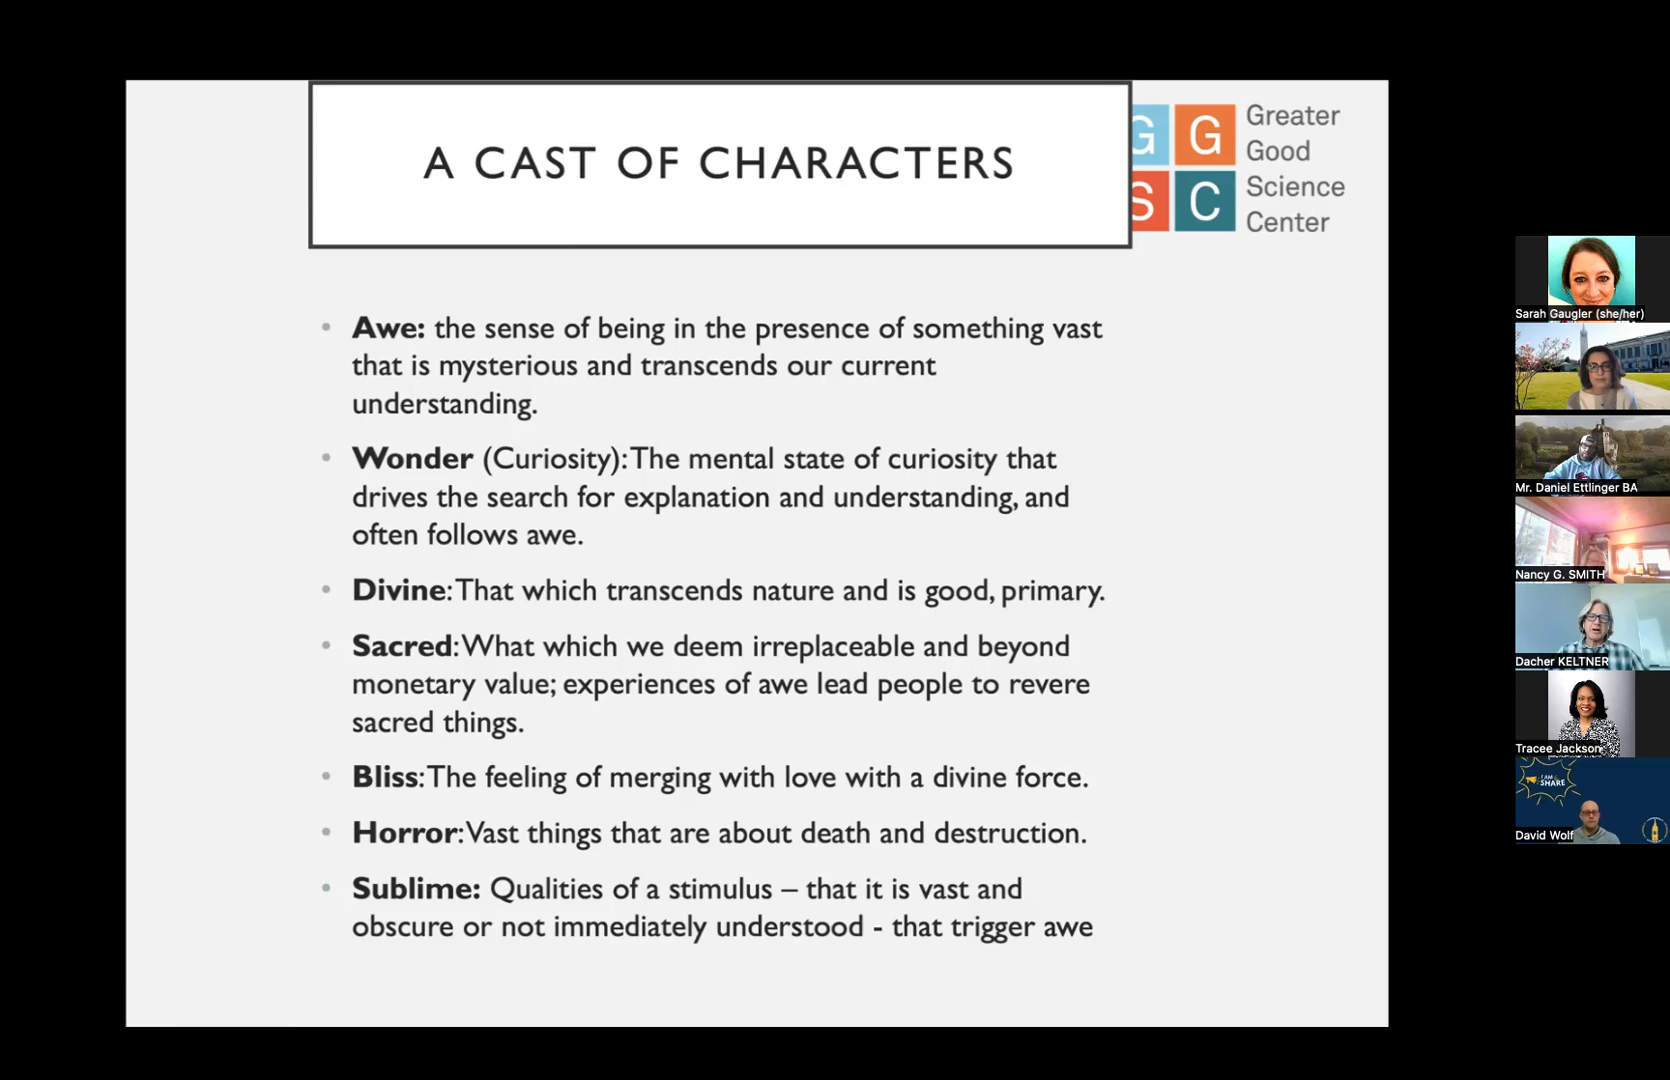 A CAST OF CHARACTERS
G G
S C
Greater
Good
Science
Center
• Awe: the sense of being in the presence of something vast
that is mysterious and transcends our current
understanding.
• Wonder (Curiosity): The mental state of curiosity that
drives the search for explanation and understanding, and
often follows awe.
• Divine: That which transcends nature and is good, primary.
• Sacred: What which we deem irreplaceable and beyond
monetary value; experiences of awe lead people to revere
sacred things.
• Bliss: The feeling of merging with love with a divine force.
• Horror: Vast things that are about death and destruction.
• Sublime: Qualities of a stimulus – that it is vast and
obscure or not immediately understood - that trigger awe
Sarah Gaugler (she/her)
Mr. Daniel Ettlinger BA
Nancy G. SMITH
Dacher KELTNER
Tracee Jackson
I AM
SHARE
David Wolf